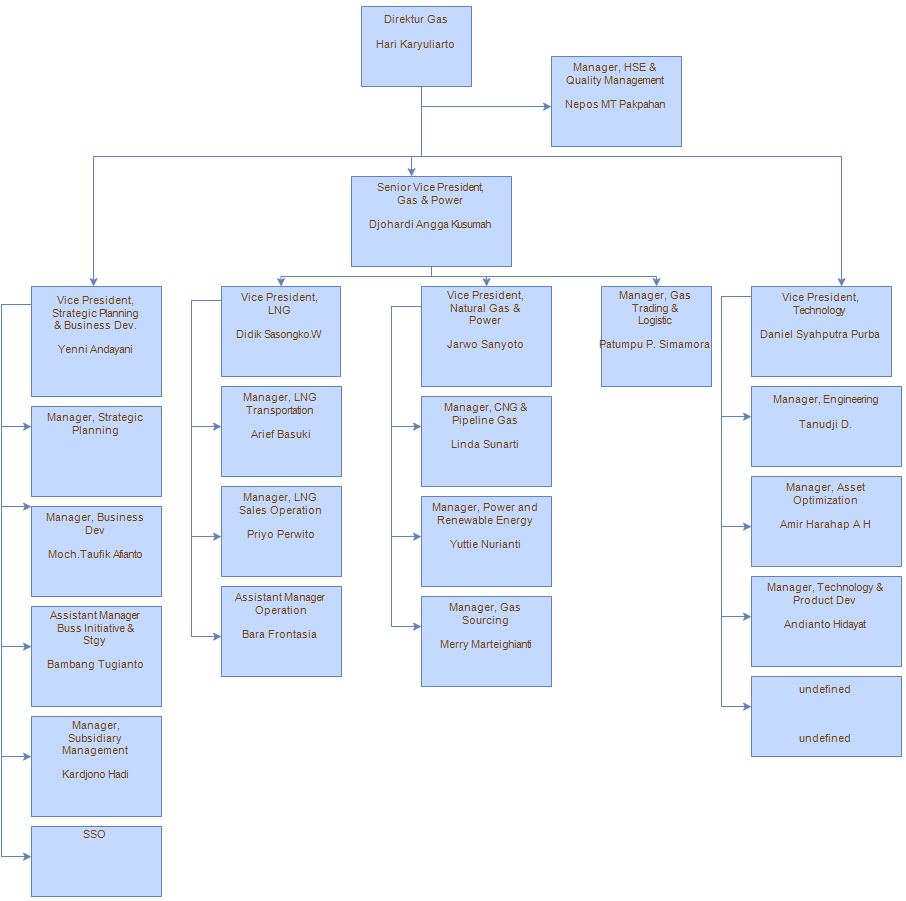 Direktur Gas
Hari Karyuliarto
Manager, HSE &
Quality Management
Nepos MT Pakpahan
Senior Vice President,
Gas & Power
Djohardi Angga Kusumah
Vice President,
Strategic Planning
& Business Dev.
Yenni Andayani
Manager, Strategic
Planning
Manager, Business
Dev
Moch.Taufik Afianto
Assistant Manager
Buss Initiative &
Stgy
Bambang Tugianto
Manager,
Subsidiary
Management
Kardjono Hadi
SSO
Vice President,
LNG
Didik Sasongko.W
Manager, LNG
Transportation
Arief Basuki
Manager, LNG
Sales Operation
Priyo Perwito
Assistant Manager
Operation
Bara Frontasia
Vice President,
Natural Gas &
Power
Jarwo Sanyoto
Manager, CNG &
Pipeline Gas
Linda Sunarti
Manager, Power and
Renewable Energy
Yuttie Nurianti
Manager, Gas
Sourcing
Merry Marteighianti
Manager, Gas
Trading &
Logistic
Patumpu P. Simamora
Vice President,
Technology
Daniel Syahputra Purba
Manager, Engineering
Tanudji D.
Manager, Asset
Optimization
Amir Harahap A H
Manager, Technology &
Product Dev
Andianto Hidayat
undefined
undefined